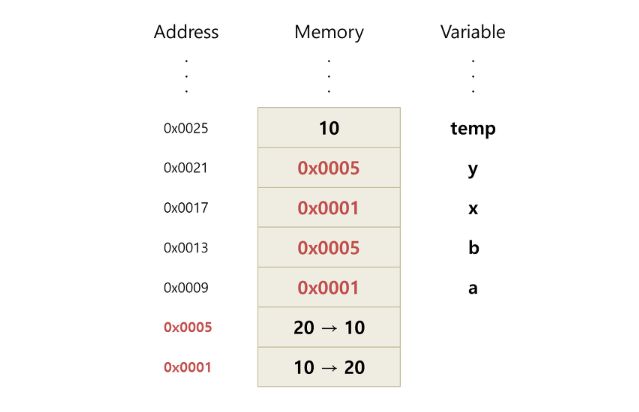 Address Memory Variable
. . .
. . .
. . .
0x0025 10 temp
0x0021 0x0005 y
0x0017 0x0001 x
0x0013 0x0005 b
0x0009 0x0001 a
0x0005 20 → 10
0x0001 10 → 20